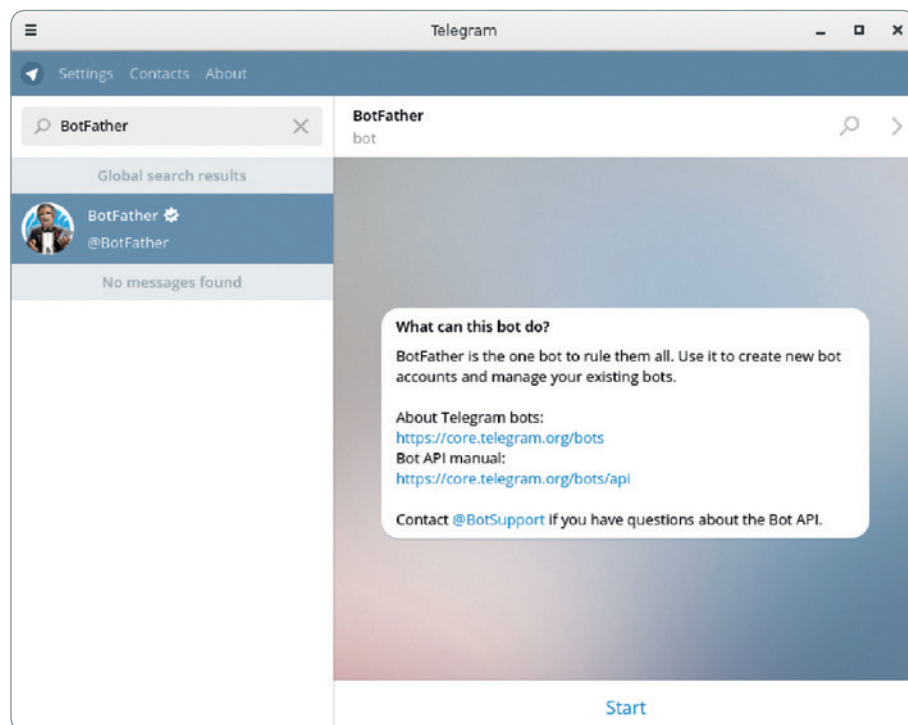 Telegram
Settings Contacts About
BotFather
Global search results
BotFather
@BotFather
No messages found
BotFather
bot
What can this bot do?
BotFather is the one bot to rule them all. Use it to create new bot
accounts and manage your existing bots.
About Telegram bots:
https://core.telegram.org/bots
Bot API manual:
https://core.telegram.org/bots/api
Contact @BotSupport if you have questions about the Bot API.
Start